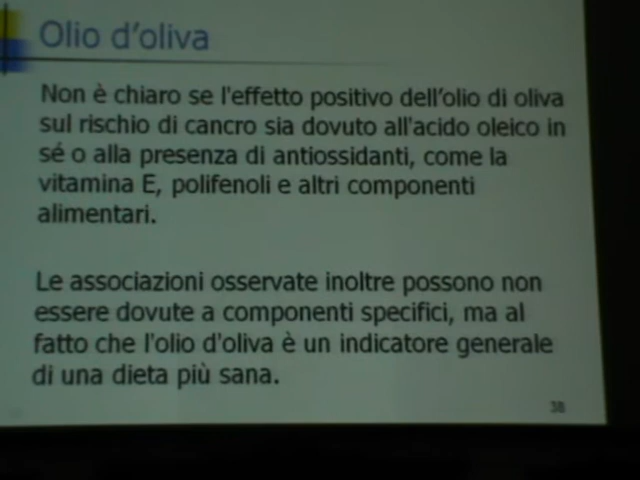 Olio d'oliva
Non è chiaro se l'effetto positivo dell'olio di oliva
sul rischio di cancro sia dovuto all'acido oleico in
sé o alla presenza di antiossidanti, come la
vitamina E, polifenoli e altri componenti
alimentari.
Le associazioni osservate inoltre possono non
essere dovute a componenti specifici, ma al
fatto che l'olio d'oliva è un indicatore generale
di una dieta più sana.
38